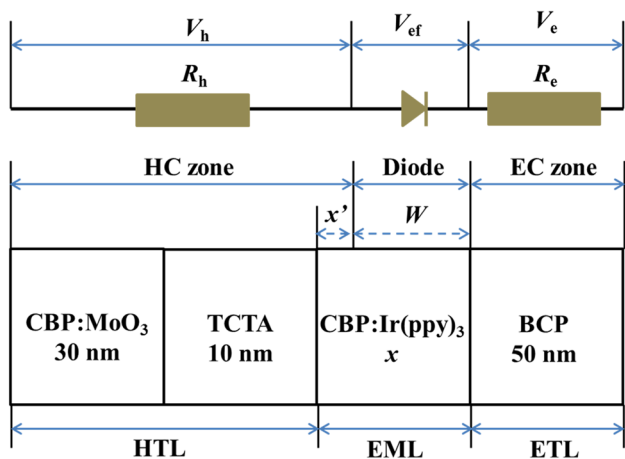 Vh Vef Ve
Rh Re
HC zone Diode EC zone
x’ W
CBP:MoO3 TCTA CBP:Ir(ppy)3 BCP
30 nm 10 nm x 50 nm
HTL EML ETL